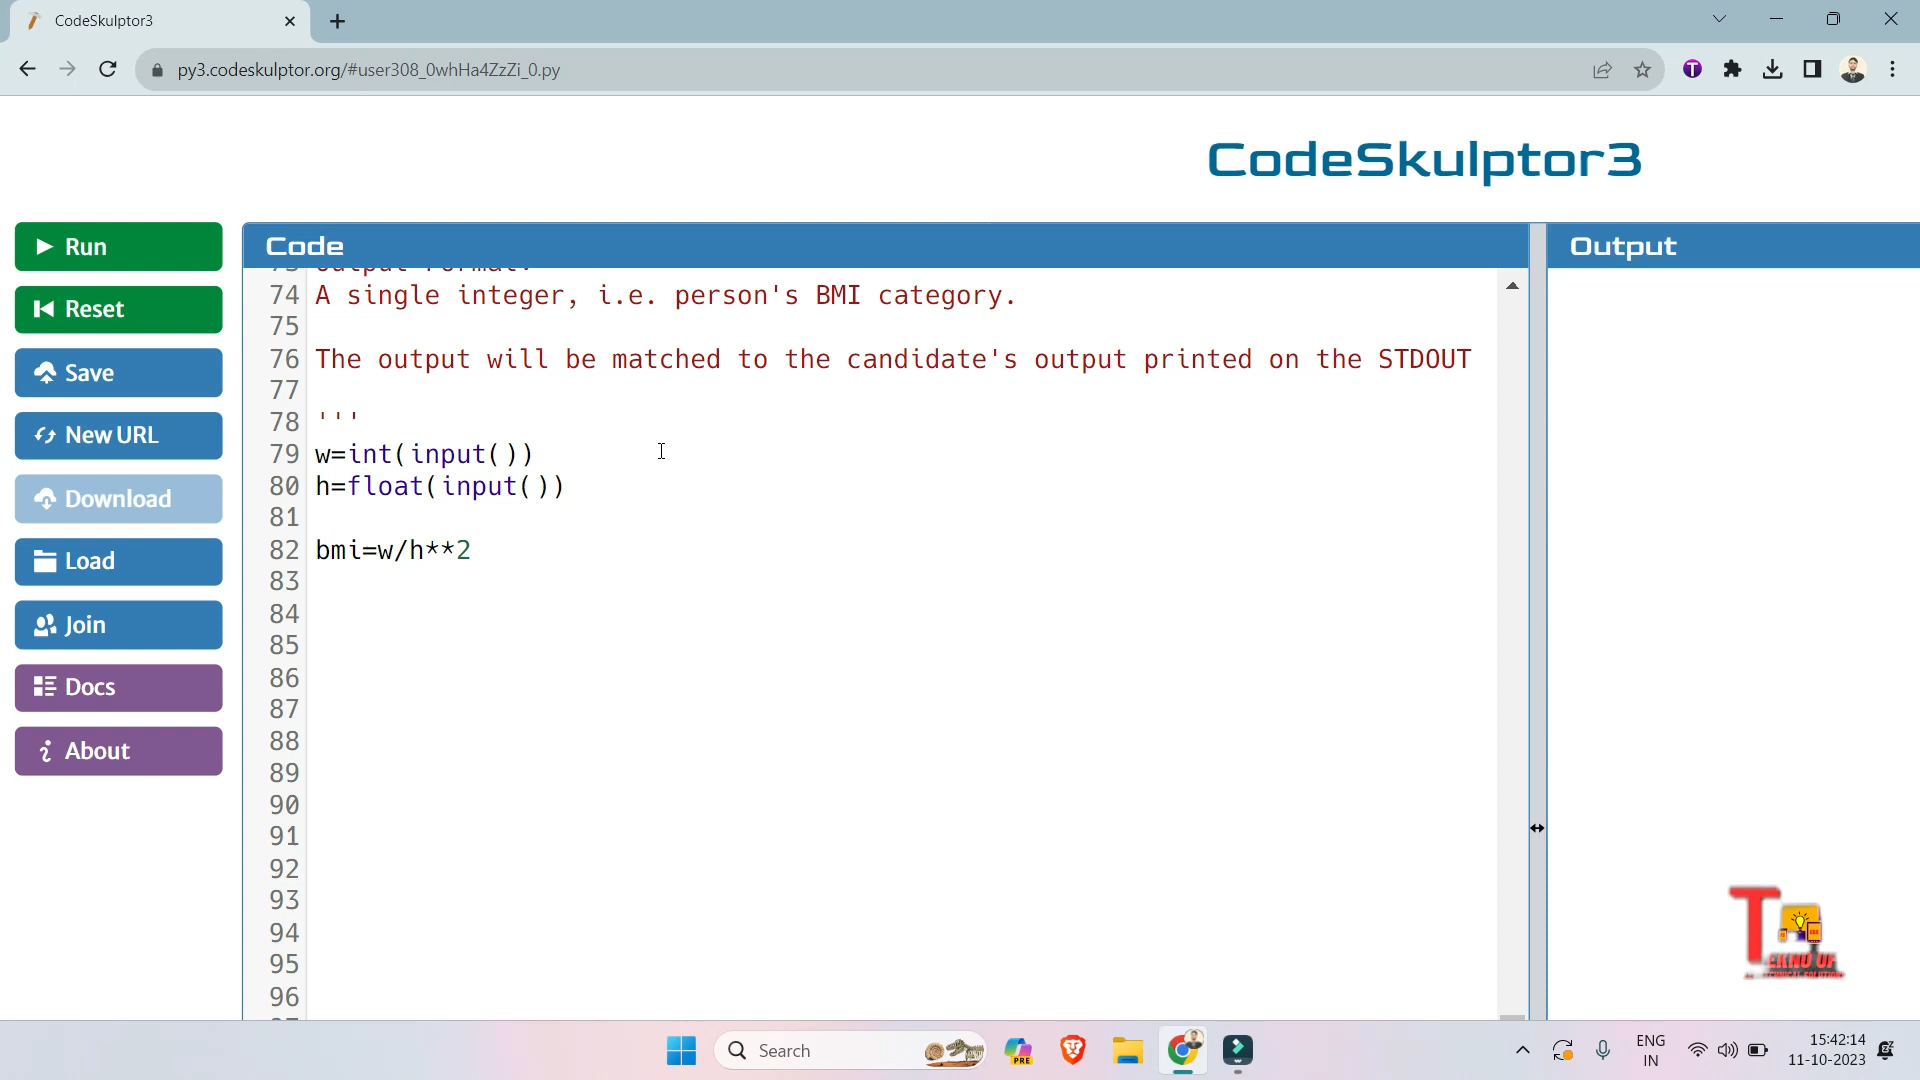 CodeSkulptor3
py3.codeskulptor.org/#user308_0whHa4ZzZi_0.py
CodeSkulptor3
Run
Reset
Save
New URL
Download
Load
Join
Docs
About
Code
Output
74 A single integer, i.e. person's BMI category.
75
76 The output will be matched to the candidate's output printed on the STDOUT
77
78 '''
79 w=int(input())
80 h=float(input())
81
82 bmi=w/h**2
83
84
85
86
87
88
89
90
91
92
93
94
95
96
Search
PRE
ENG
IN
15:42:14
11-10-2023